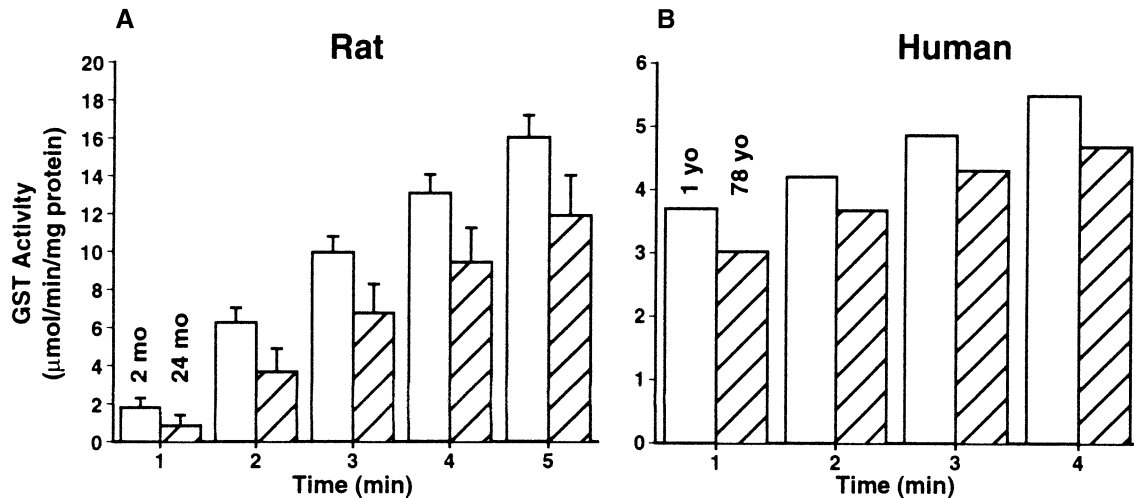 A
Rat
GST Activity
(μmol/min/mg protein)
20
18
16
14
12
10
8
6
4
2
0
2 mo
24 mo
1
2
3
4
5
Time (min)
B
Human
6
5
4
3
2
1
0
1 yo
78 yo
1
2
3
4
Time (min)